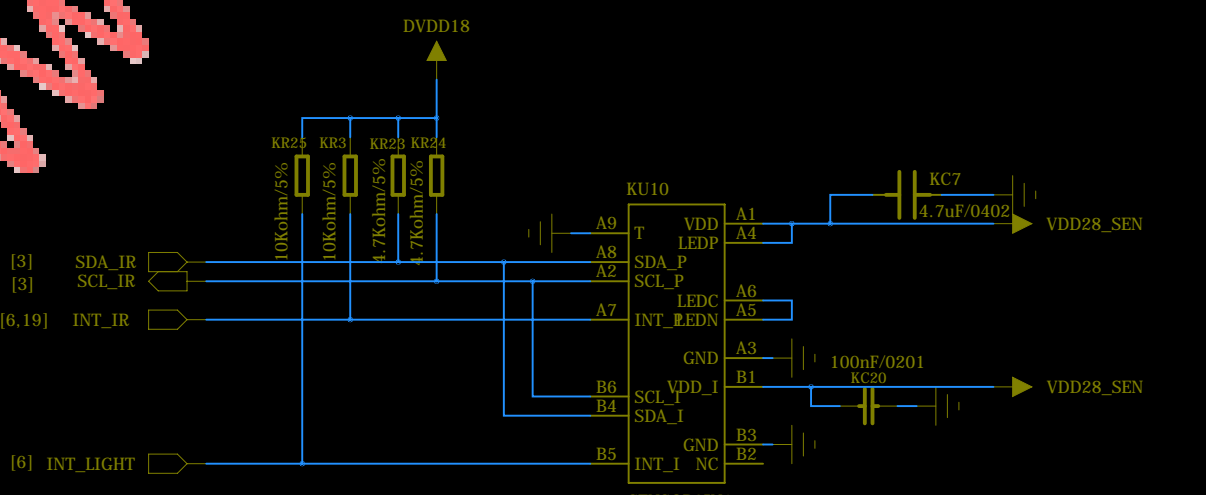 DVDD18
KR25 KR3 KR23 KR24
10Kohm/5% 10Kohm/5% 4.7Kohm/5% 4.7Kohm/5%
KU10
KC7
4.7uF/0402
VDD28_SEN
A9 T
VDD A1
LEDP A4
[3] SDA_IR
A8 SDA_P
[3] SCL_IR
A2 SCL_P
[6,19] INT_IR
A7 INT_P
LEDC A6
LEDN A5
GND A3
100nF/0201
KC20
VDD_I B1
VDD28_SEN
B6 SCL_I
B4 SDA_I
GND B3
NC B2
[6] INT_LIGHT
B5 INT_I